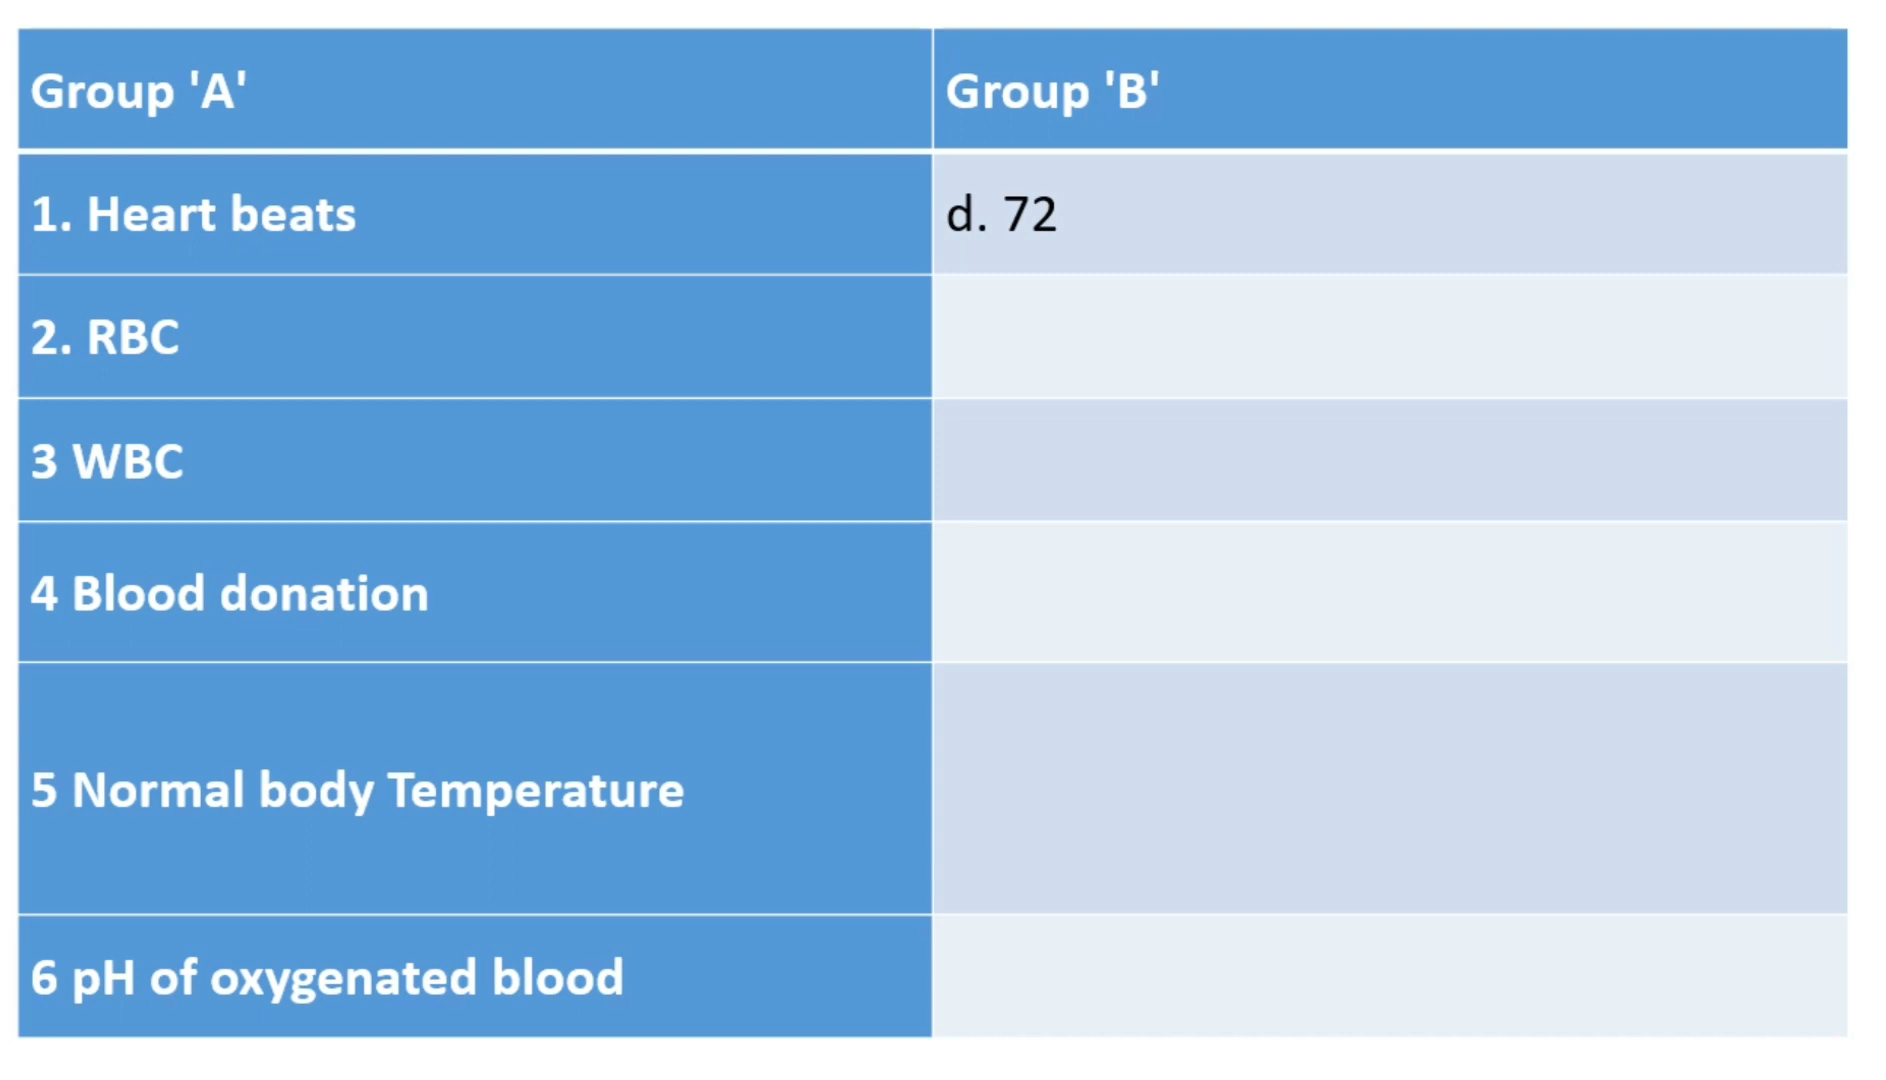 Group 'A'
Group 'B'
1. Heart beats
d. 72
2. RBC
3 WBC
4 Blood donation
5 Normal body Temperature
6 pH of oxygenated blood